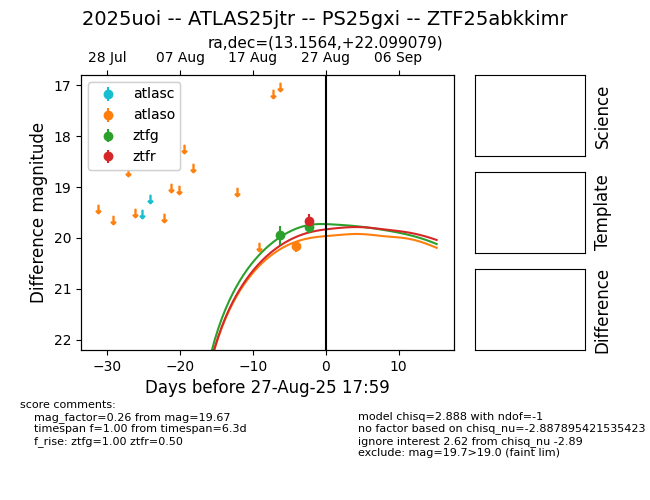 2025uoi -- ATLAS25jtr -- PS25gxi -- ZTF25abkkimr
ra,dec=(13.1564,+22.099079)
28 Jul 07 Aug 17 Aug 27 Aug 06 Sep
17
18
19
20
21
22
Difference magnitude
atlasc
atlaso
ztfg
ztfr
−30 −20 −10 0 10
Days before 27-Aug-25 17:59
Science
Template
Difference
score comments:
mag_factor=0.26 from mag=19.67
timespan f=1.00 from timespan=6.3d
f_rise: ztfg=1.00 ztfr=0.50
model chisq=2.888 with ndof=-1
no factor based on chisq_nu=-2.887895421535423
ignore interest 2.62 from chisq_nu -2.89
exclude: mag=19.7>19.0 (faint lim)